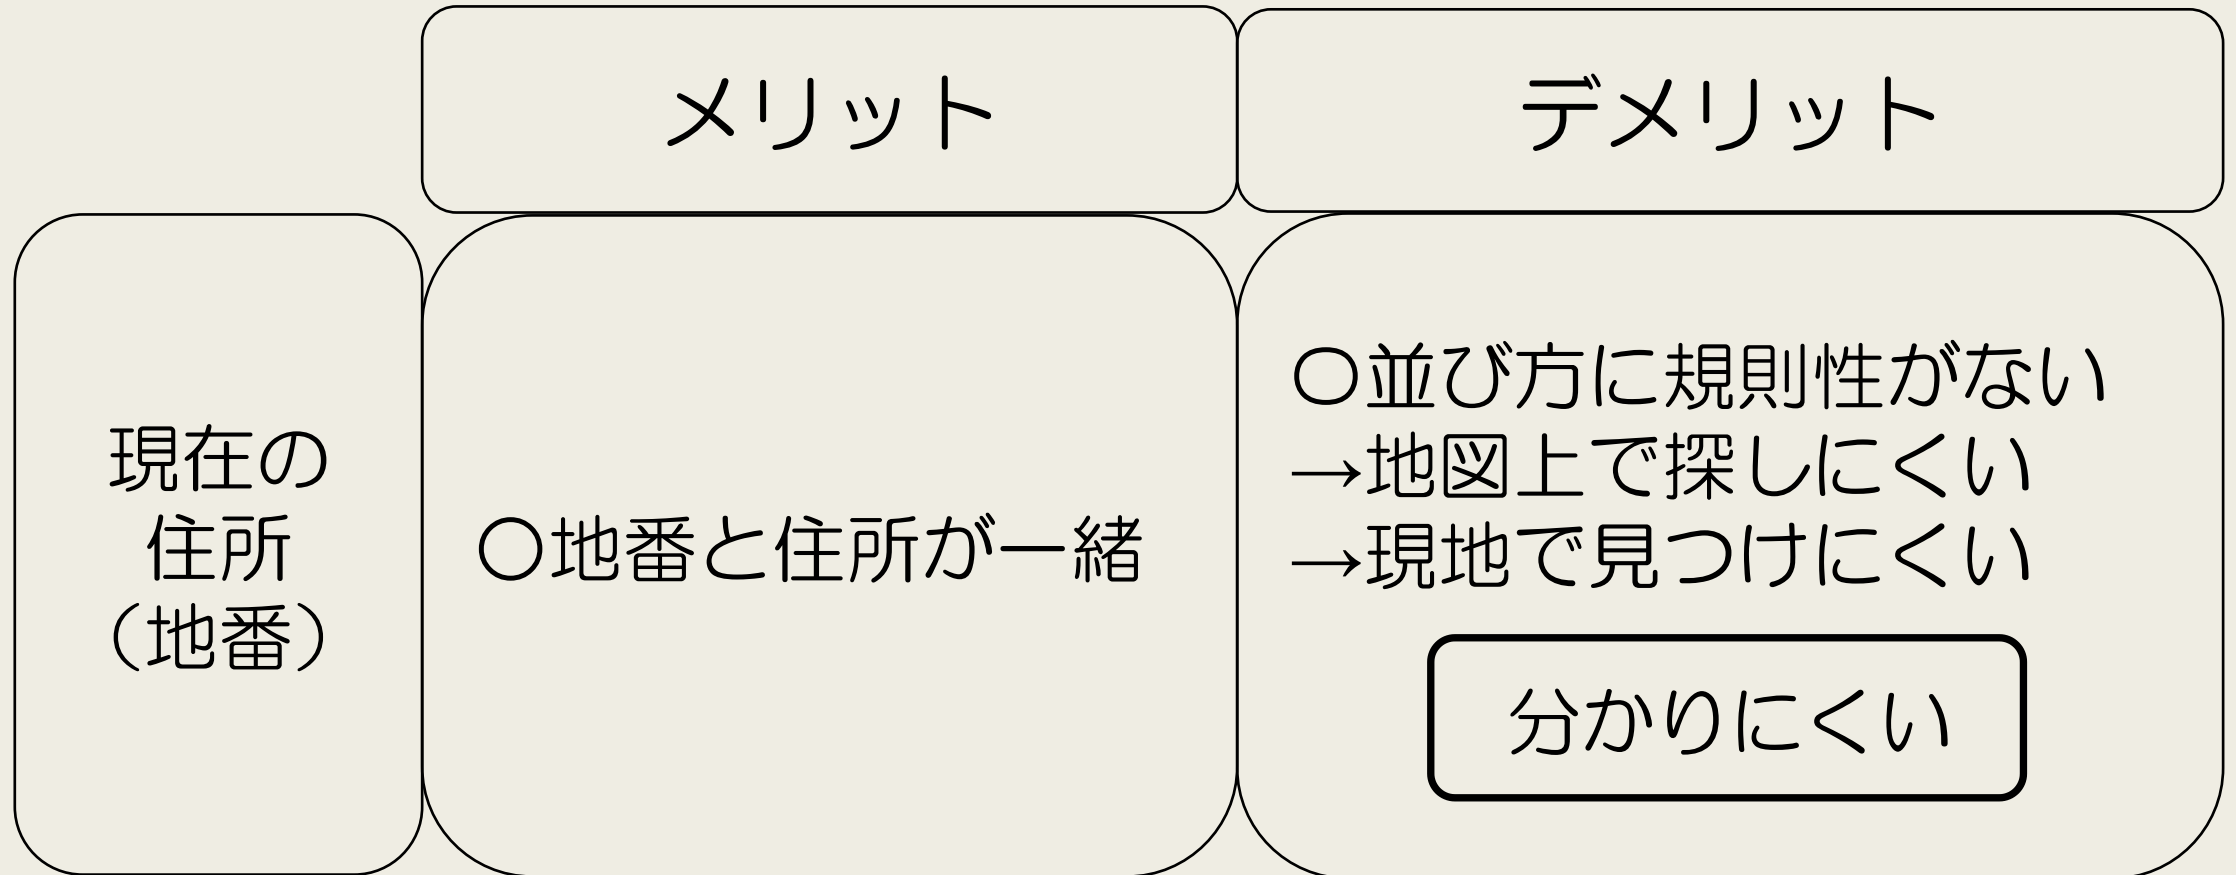 メリット
デメリット
現在の
住所
（地番）
〇地番と住所が一緒
〇並び方に規則性がない
→地図上で探しにくい
→現地で見つけにくい
分かりにくい